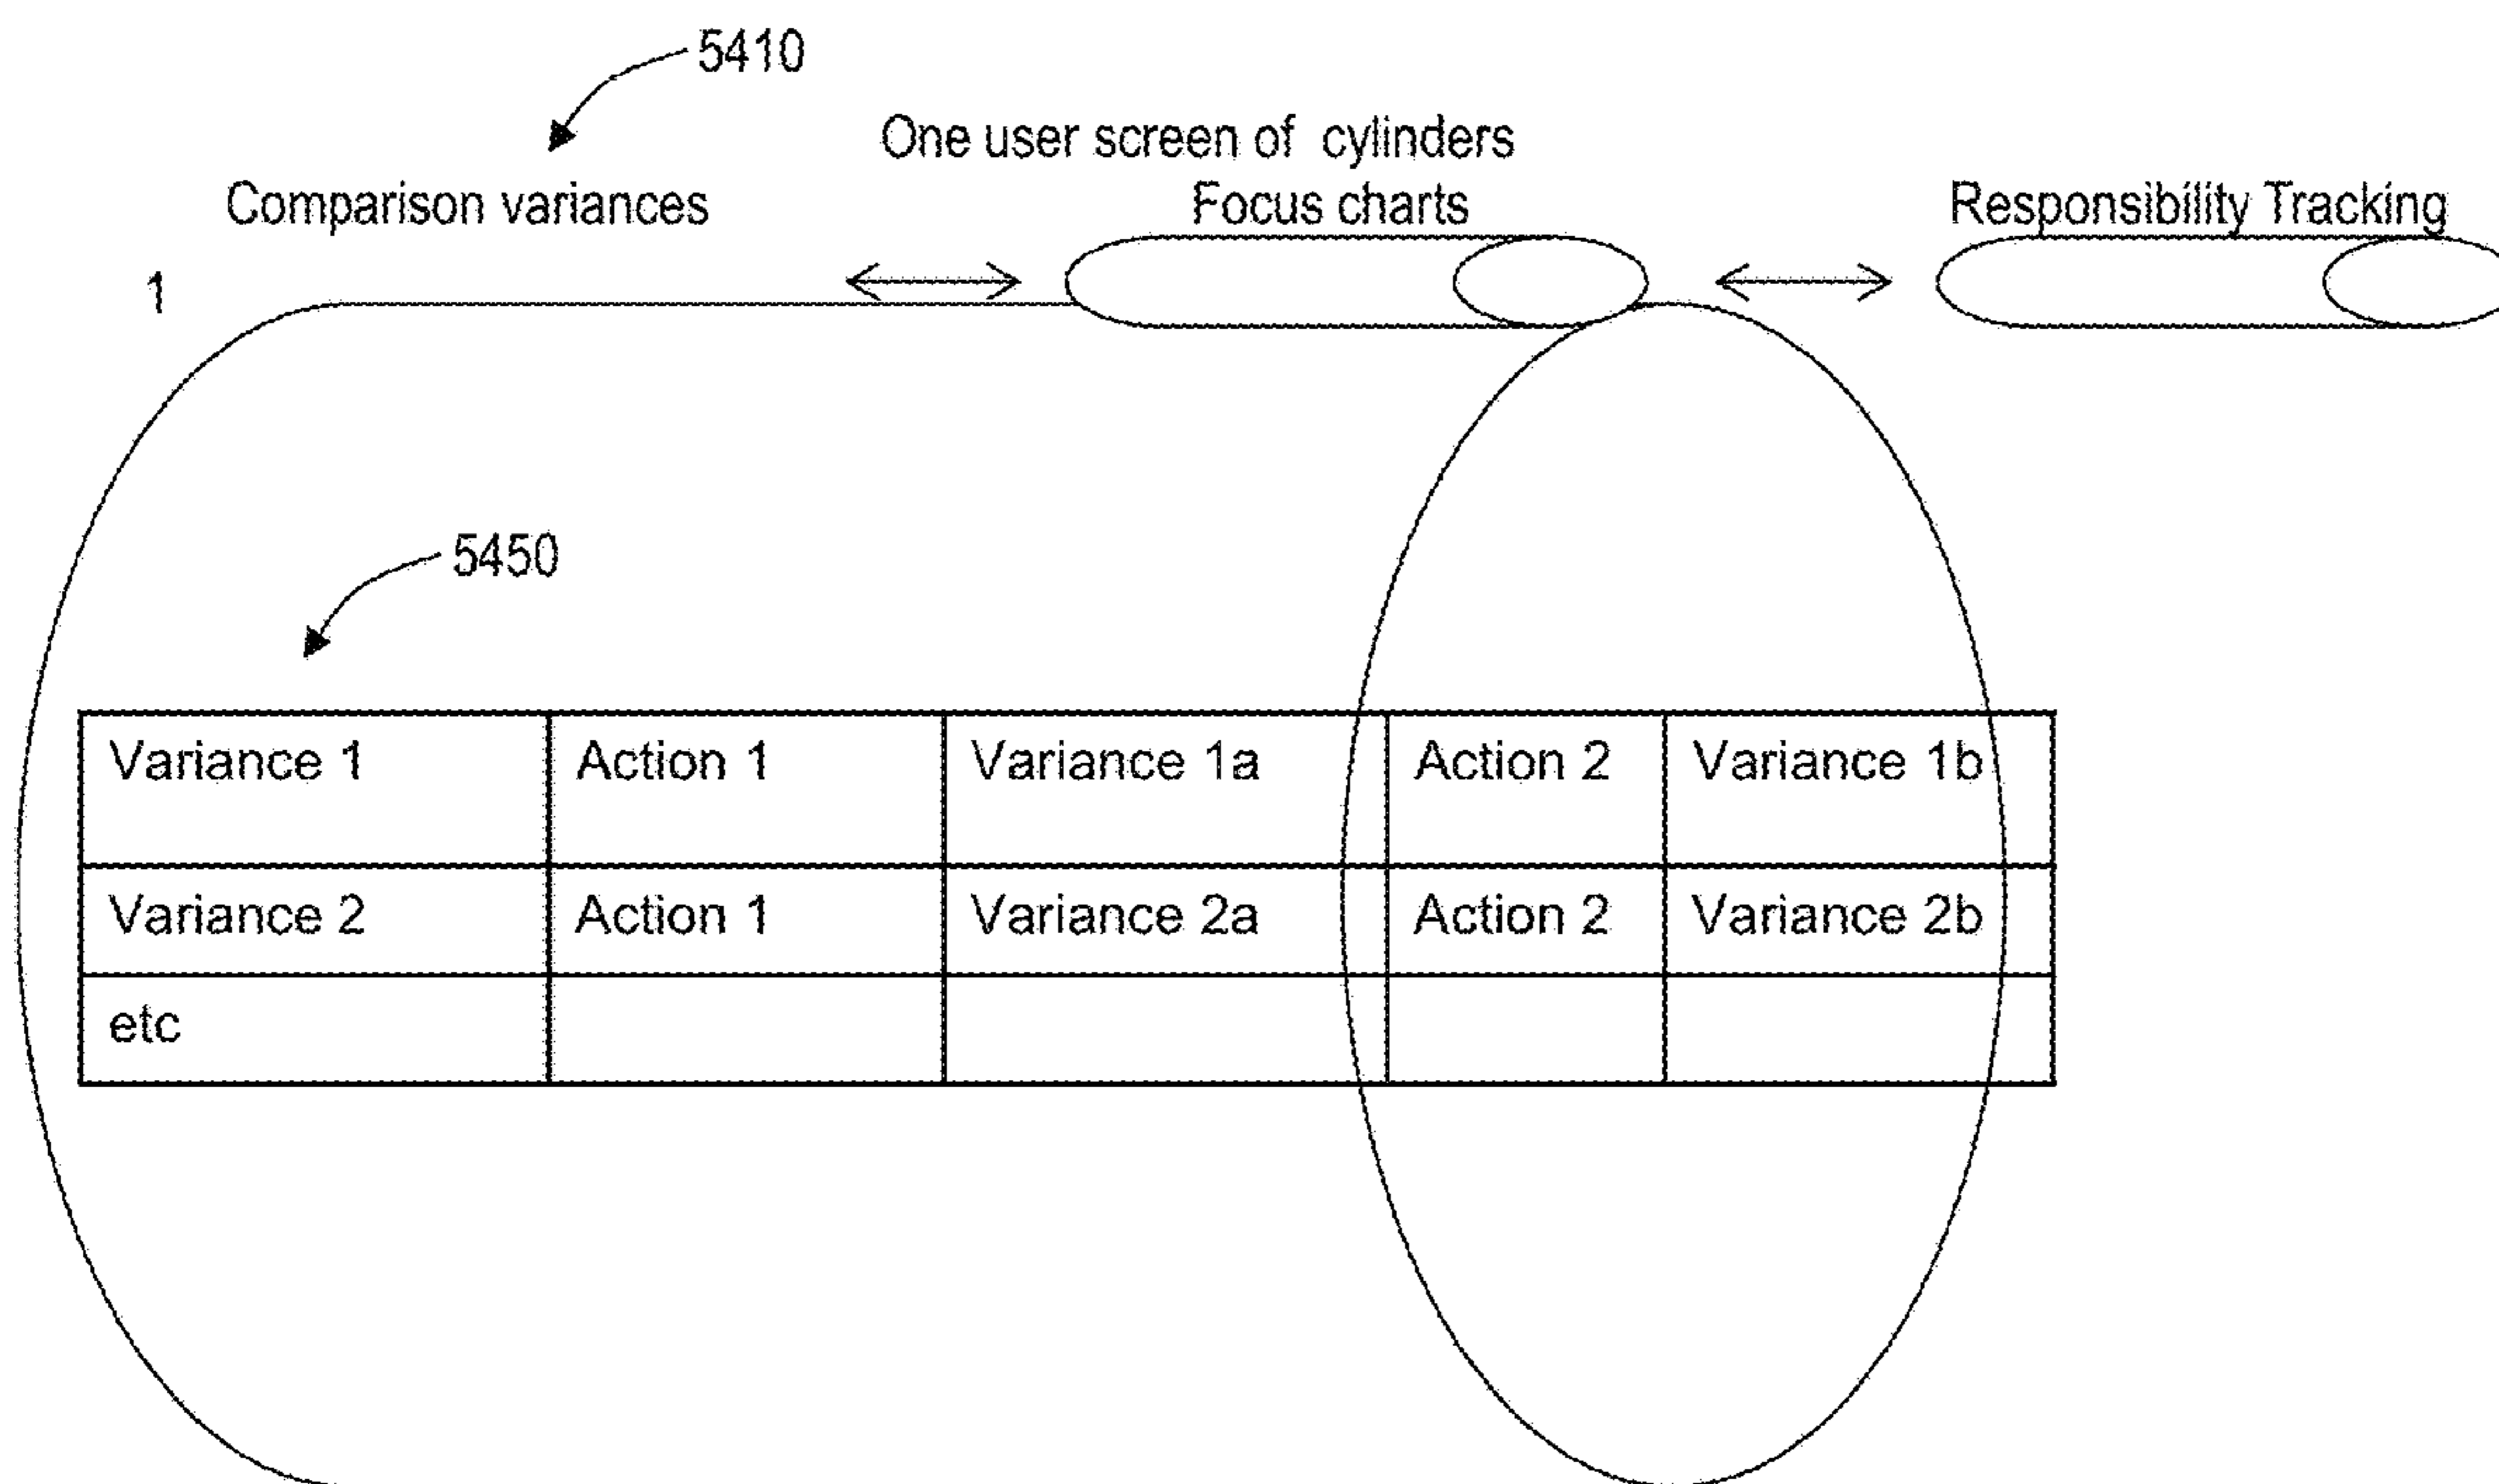 5410
One user screen of cylinders
Comparison variances Focus charts Responsibility Tracking
1
5450
Variance 1 Action 1 Variance 1a Action 2 Variance 1b
Variance 2 Action 1 Variance 2a Action 2 Variance 2b
etc